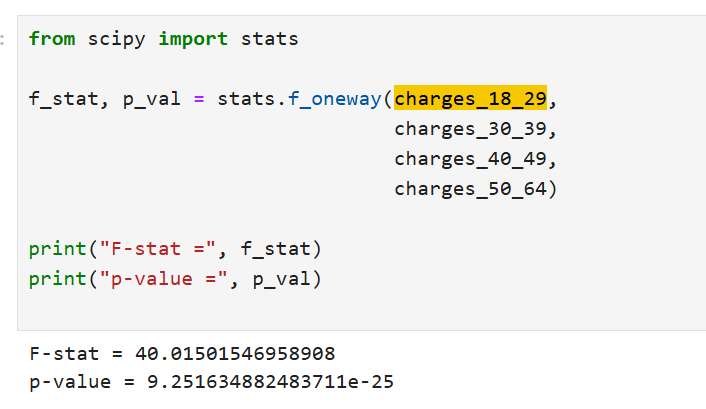 :
from scipy import stats
f_stat, p_val = stats.f_oneway(charges_18_29,
charges_30_39,
charges_40_49,
charges_50_64)
print("F-stat =", f_stat)
print("p-value =", p_val)
F-stat = 40.01501546958908
p-value = 9.251634882483711e-25